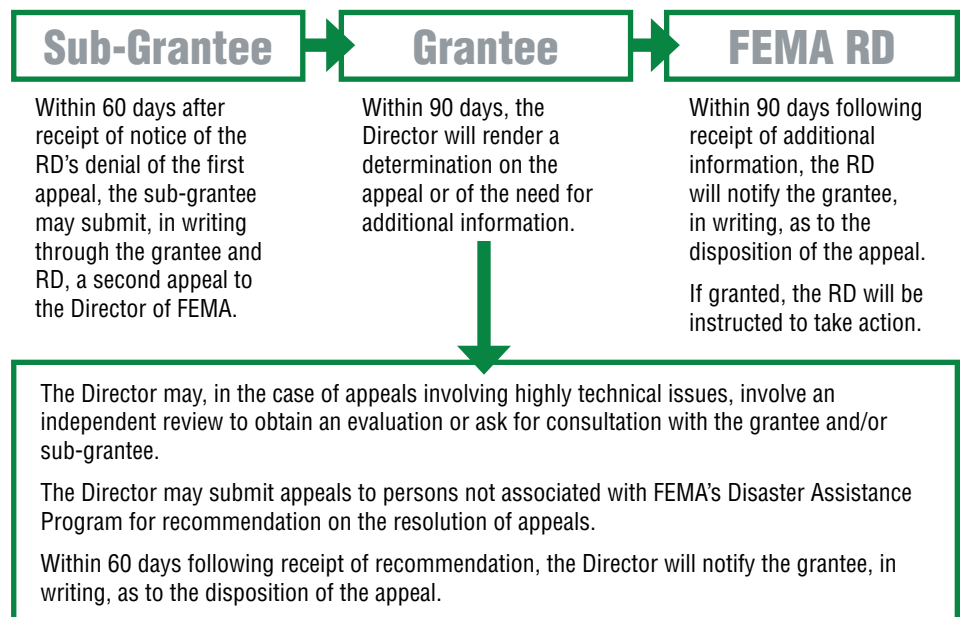 Sub-Grantee
Grantee
FEMA RD
Within 60 days after
receipt of notice of the
RD's denial of the first
appeal, the sub-grantee
may submit, in writing
through the grantee and
RD, a second appeal to
the Director of FEMA.
Within 90 days, the
Director will render a
determination on the
appeal or of the need for
additional information.
Within 90 days following
receipt of additional
information, the RD
will notify the grantee,
in writing, as to the
disposition of the appeal.
If granted, the RD will be
instructed to take action.
The Director may, in the case of appeals involving highly technical issues, involve an
independent review to obtain an evaluation or ask for consultation with the grantee and/or
sub-grantee.
The Director may submit appeals to persons not associated with FEMA's Disaster Assistance
Program for recommendation on the resolution of appeals.
Within 60 days following receipt of recommendation, the Director will notify the grantee, in
writing, as to the disposition of the appeal.